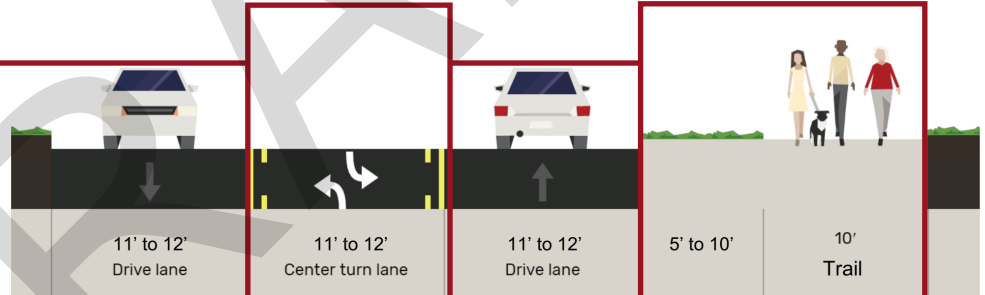 11’ to 12’
Drive lane
11’ to 12’
Center turn lane
11’ to 12’
Drive lane
5’ to 10’
10′
Trail